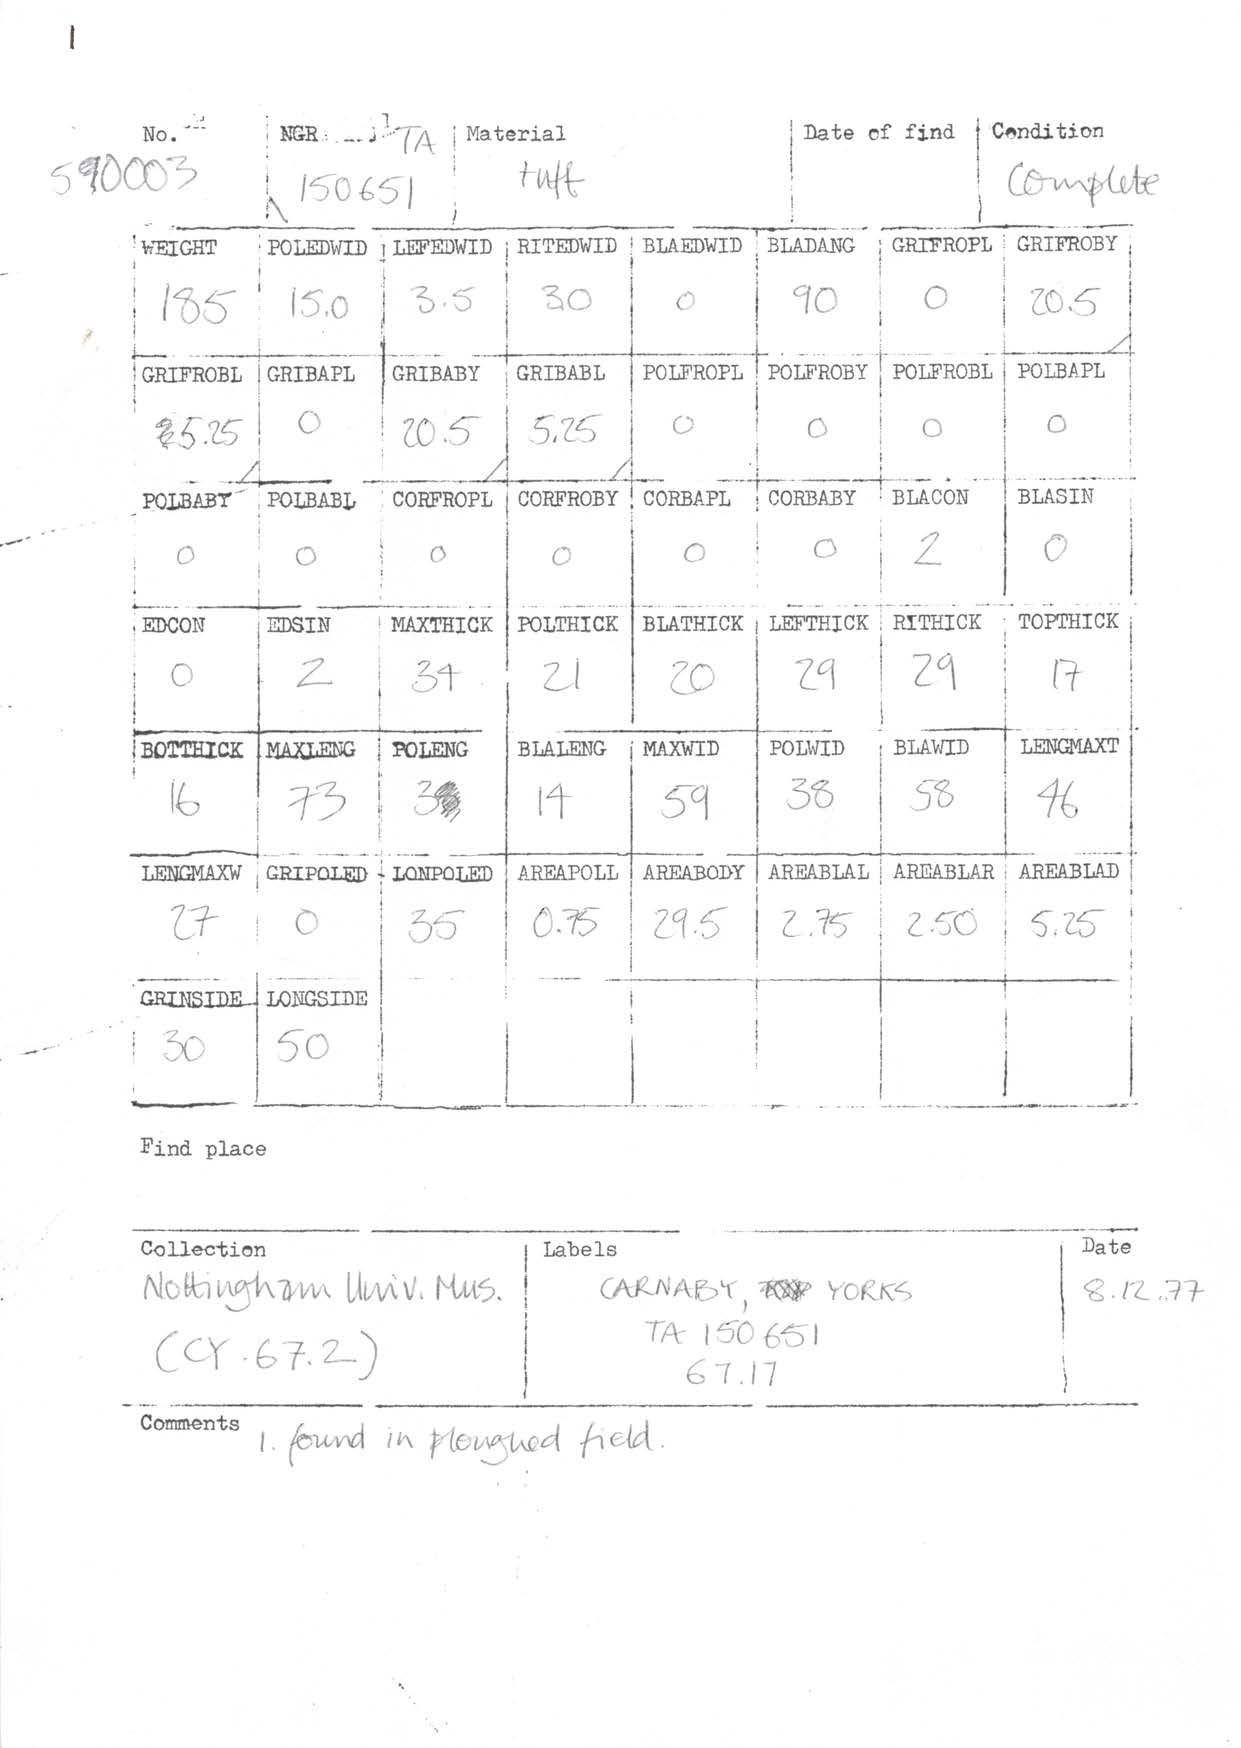 1
No. NGR TA Material Date of find Condition
590003 150651 tuff Complete
WEIGHT POLEDWID LEFEDWID RITEDWID BLAEDWID BLADANG GRIFROPL GRIFROBY
185 15.0 3.5 30 0 90 0 20.5
GRIFROBL GRIBAPL GRIBABY GRIBABL POLFROPL POLFROBY POLFROBL POLBAPL
5.25 0 20.5 5.25 0 0 0 0
POLBABY POLBABL CORFROPL CORFROBY CORBAPL CORBABY BLACON BLASIN
0 0 0 0 0 0 2 0
EDCON EDSIN MAXTHICK POLTHICK BLATHICK LEFTHICK RITHICK TOPTHICK
0 2 34 21 20 29 29 17
BOTTHICK MAXLENG POLENG BLALENG MAXWID POLWID BLAWID LENGMAXT
16 73 3 14 59 38 58 46
LENGMAXW GRIPOLED LONPOLED AREAPOLL AREABODY AREABLAL AREABLAR AREABLAD
27 0 35 0.75 29.5 2.75 2.50 5.25
GRINSIDE LONGSIDE
30 50
Find place
Collection Labels Date
Nottingham Univ. Mus. CARNABY, YORKS 8.12.77
(CY.67.2) TA 150651
67.17
Comments 1. found in ploughed field.